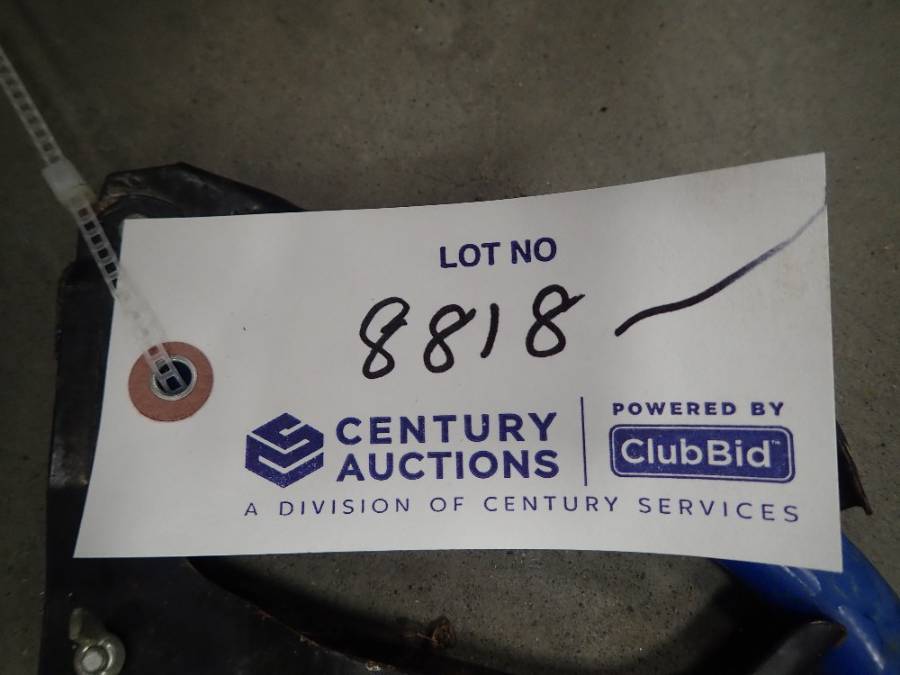 LOT NO
8818
CENTURY
AUCTIONS
POWERED BY
ClubBid™
A DIVISION OF CENTURY SERVICES